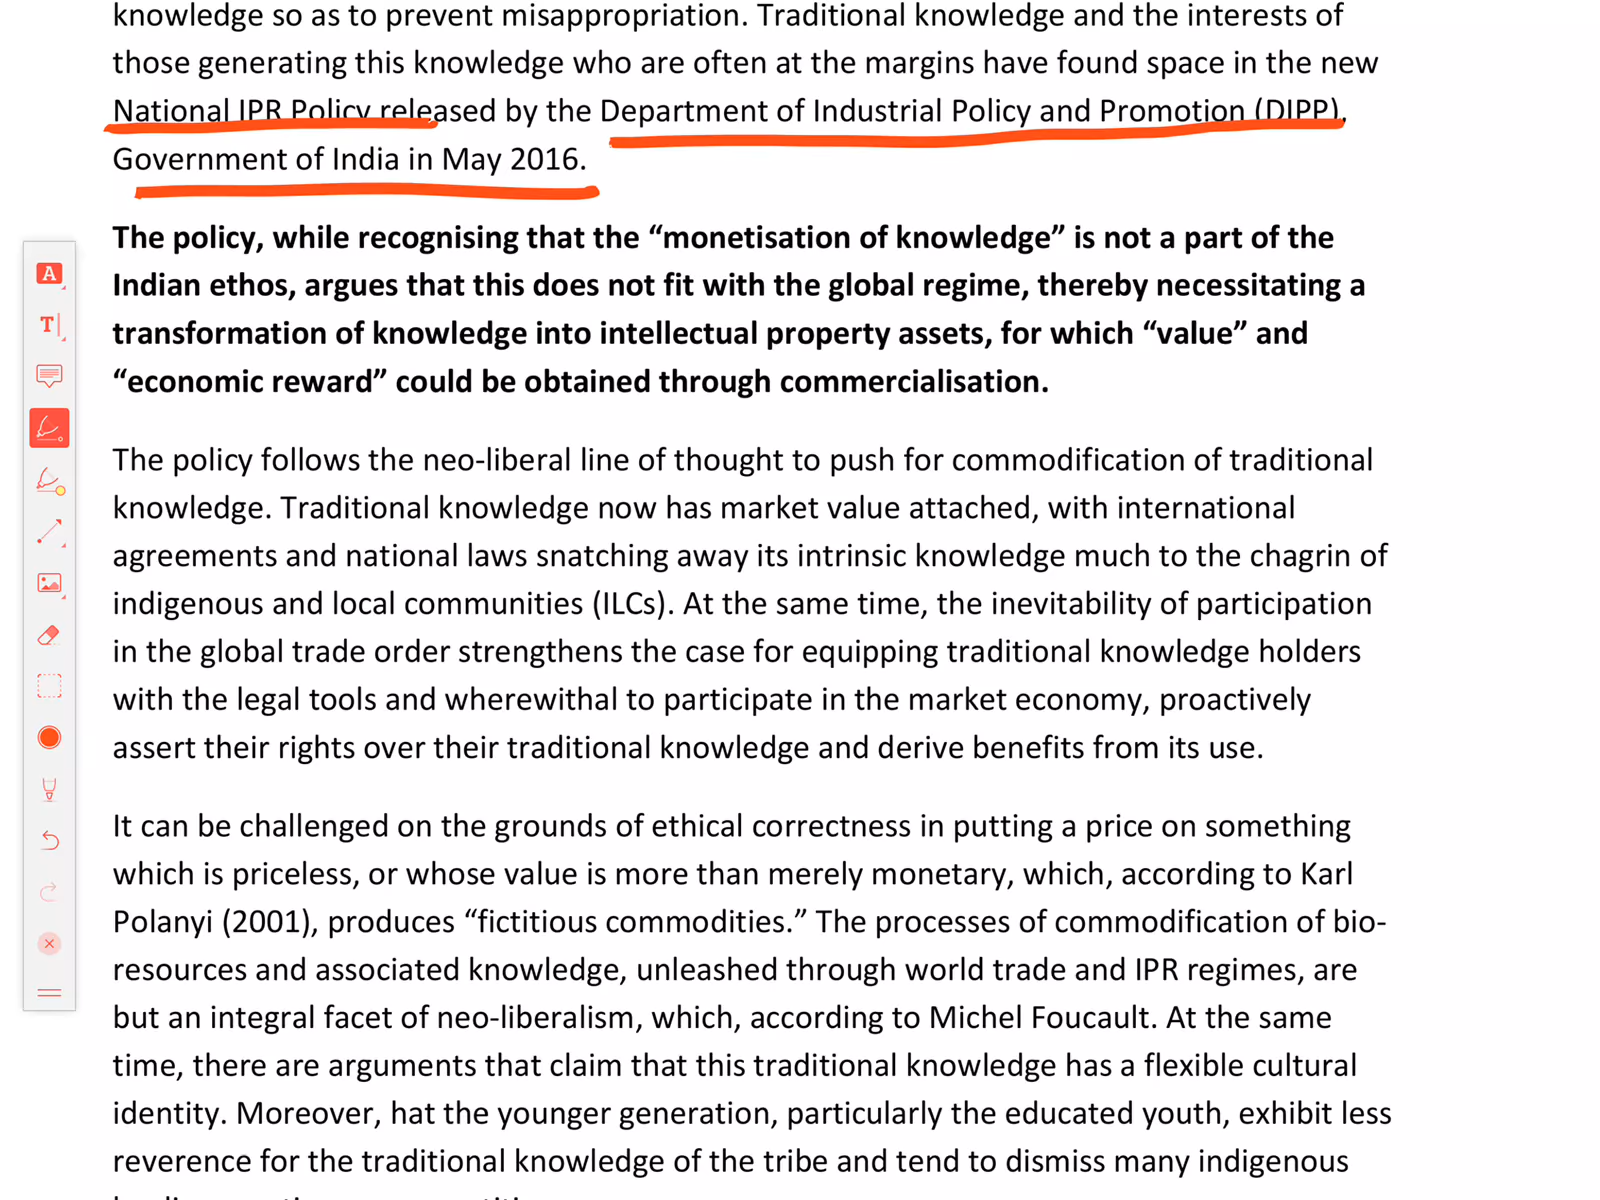 knowledge so as to prevent misappropriation. Traditional knowledge and the interests of
those generating this knowledge who are often at the margins have found space in the new
National IPR Policy released by the Department of Industrial Policy and Promotion (DIPP),
Government of India in May 2016.
The policy, while recognising that the “monetisation of knowledge” is not a part of the
Indian ethos, argues that this does not fit with the global regime, thereby necessitating a
transformation of knowledge into intellectual property assets, for which “value” and
“economic reward” could be obtained through commercialisation.
The policy follows the neo-liberal line of thought to push for commodification of traditional
knowledge. Traditional knowledge now has market value attached, with international
agreements and national laws snatching away its intrinsic knowledge much to the chagrin of
indigenous and local communities (ILCs). At the same time, the inevitability of participation
in the global trade order strengthens the case for equipping traditional knowledge holders
with the legal tools and wherewithal to participate in the market economy, proactively
assert their rights over their traditional knowledge and derive benefits from its use.
It can be challenged on the grounds of ethical correctness in putting a price on something
which is priceless, or whose value is more than merely monetary, which, according to Karl
Polanyi (2001), produces “fictitious commodities.” The processes of commodification of bio-
resources and associated knowledge, unleashed through world trade and IPR regimes, are
but an integral facet of neo-liberalism, which, according to Michel Foucault. At the same
time, there are arguments that claim that this traditional knowledge has a flexible cultural
identity. Moreover, hat the younger generation, particularly the educated youth, exhibit less
reverence for the traditional knowledge of the tribe and tend to dismiss many indigenous